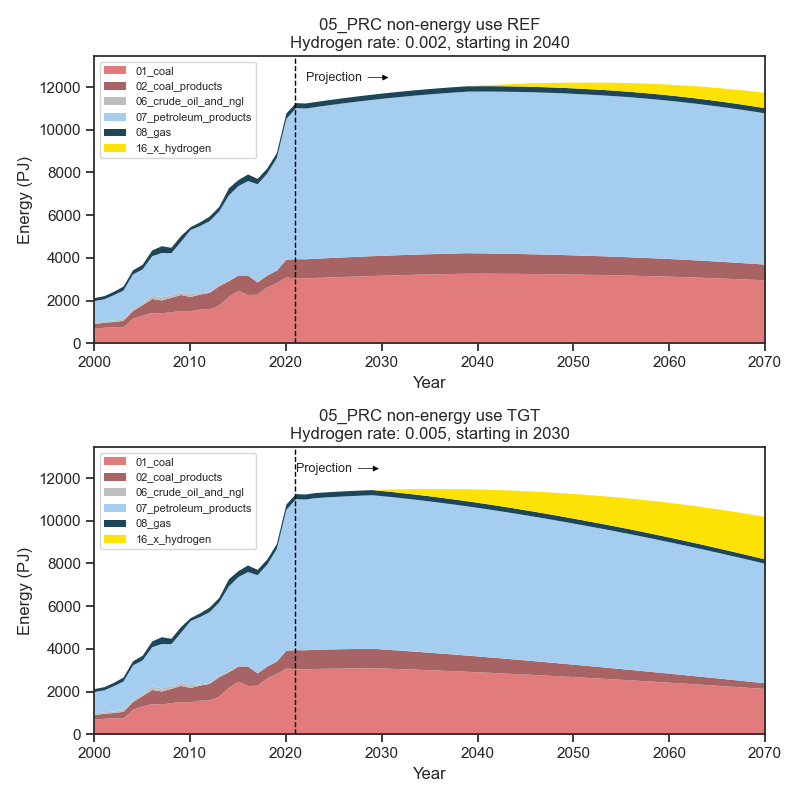 05_PRC non-energy use REF
Hydrogen rate: 0.002, starting in 2040
01_coal
02_coal_products
06_crude_oil_and_ngl
07_petroleum_products
08_gas
16_x_hydrogen
Projection
Energy (PJ)
12000
10000
8000
6000
4000
2000
0
2000 2010 2020 2030 2040 2050 2060 2070
Year
05_PRC non-energy use TGT
Hydrogen rate: 0.005, starting in 2030
01_coal
02_coal_products
06_crude_oil_and_ngl
07_petroleum_products
08_gas
16_x_hydrogen
Projection
Energy (PJ)
12000
10000
8000
6000
4000
2000
0
2000 2010 2020 2030 2040 2050 2060 2070
Year